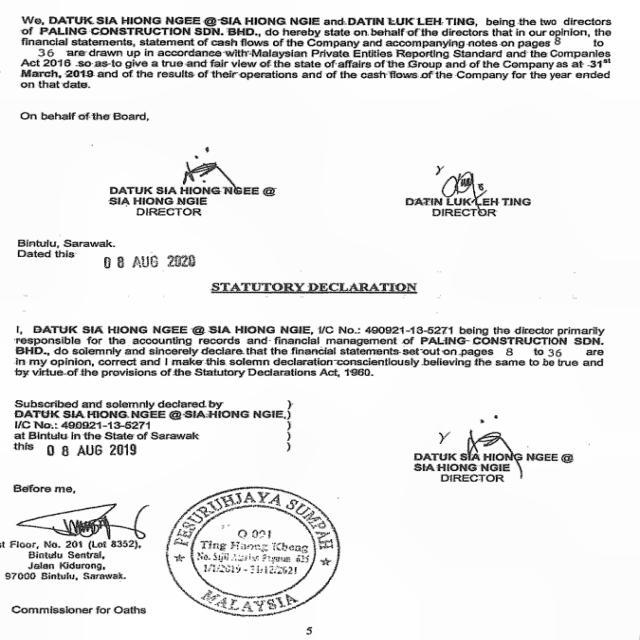 We, DATUK SIA HIONG NGEE @ SIA HIONG NGIE and DATIN LUK LEH TING, being the two directors
of PALING CONSTRUCTION SDN. BHD., do hereby state on behalf of the directors that in our opinion, the
financial statements, statement of cash flows of the Company and accompanying notes on pages 8 to
36 are drawn up in accordance with Malaysian Private Entities Reporting Standard and the Companies
Act 2016 so as to give a true and fair view of the state of affairs of the Group and of the Company as at 31st
March, 2019 and of the results of their operations and of the cash flows of the Company for the year ended
on that date.
On behalf of the Board,
DATUK SIA HIONG NGEE @
SIA HIONG NGIE
DIRECTOR
DATIN LUK LEH TING
DIRECTOR
Bintulu, Sarawak.
Dated this 08 AUG 2020
STATUTORY DECLARATION
I, DATUK SIA HIONG NGEE @ SIA HIONG NGIE, I/C No.: 490921-13-5271 being the director primarily
responsible for the accounting records and financial management of PALING CONSTRUCTION SDN.
BHD., do solemnly and sincerely declare that the financial statements set out on pages 8 to 36 are
in my opinion, correct and I make this solemn declaration conscientiously believing the same to be true and
by virtue of the provisions of the Statutory Declarations Act, 1960.
Subscribed and solemnly declared by )
DATUK SIA HIONG NGEE @ SIA HIONG NGIE,)
I/C No.: 490921-13-5271 )
at Bintulu in the State of Sarawak )
this 08 AUG 2019 )
DATUK SIA HIONG NGEE @
SIA HIONG NGIE
DIRECTOR
Before me,
st Floor, No. 201 (Lot 8352),
Bintulu Sentral,
Jalan Kidurong,
97000 Bintulu, Sarawak.
PESURUHJAYA SUMPAH
Q 021
Ting Haong Kheng
No. Sijil
1/1/2019 - 31/12/2021
MALAYSIA
Commissioner for Oaths
5